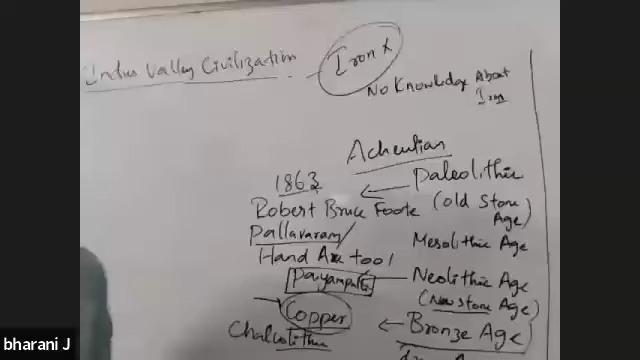 Indus Valley Civilization - Iron x
No Knowledge About
Iron
Acheulian
1863 ← Paleolithic
Robert Bruce Foote (Old Stone
Age)
Pallavaram/
Mesolithic Age
Hand Axe tool
Payyampalli ← Neolithic Age
(New stone Age)
→ Copper ← Bronze Age
Chalcolithic
bharani J